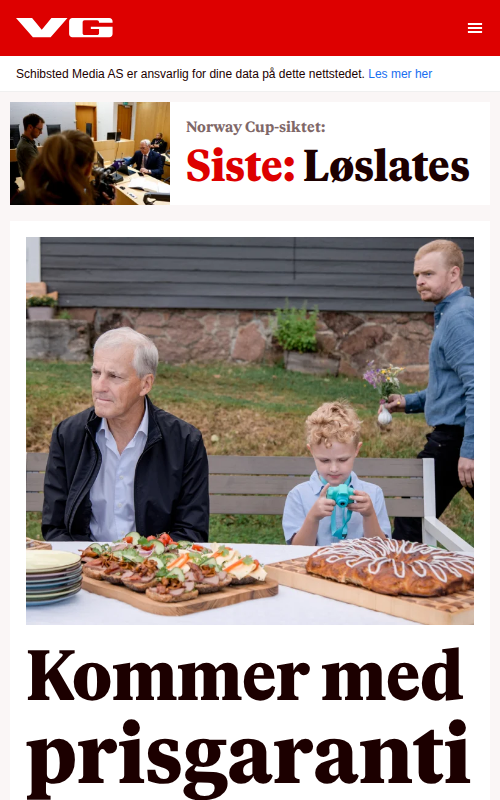 VG
Schibsted Media AS er ansvarlig for dine data på dette nettstedet. Les mer her
Norway Cup-siktet:
Siste: Løslates
Kommer med
prisgaranti